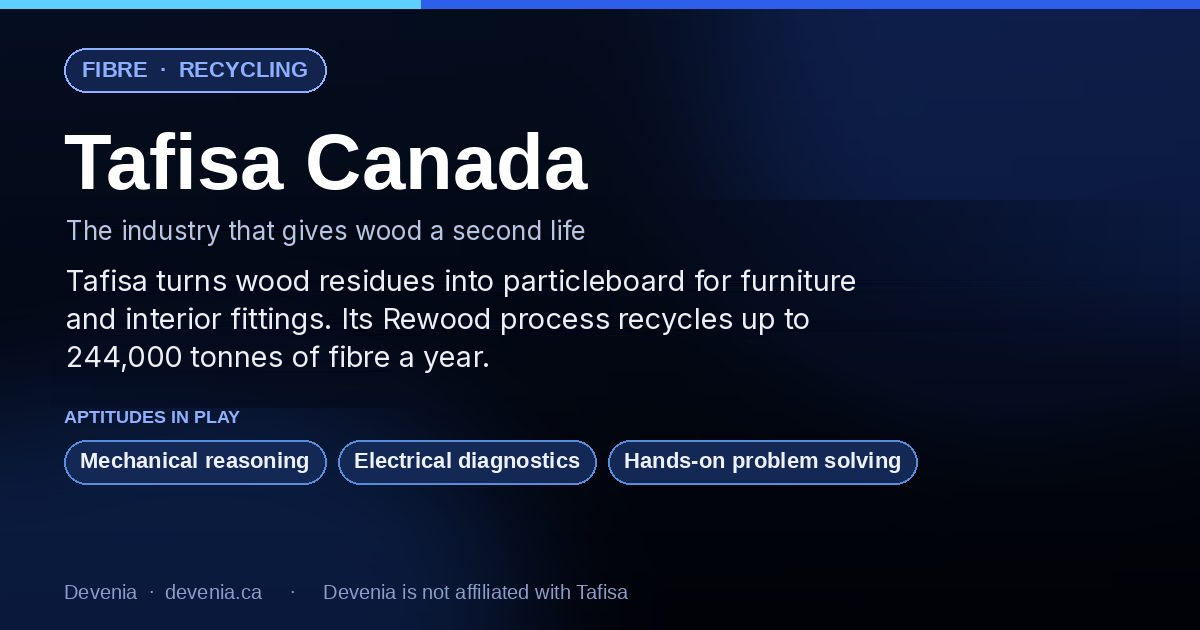 FIBRE · RECYCLING
Tafisa Canada
The industry that gives wood a second life
Tafisa turns wood residues into particleboard for furniture
and interior fittings. Its Rewood process recycles up to
244,000 tonnes of fibre a year.
APTITUDES IN PLAY
Mechanical reasoning Electrical diagnostics Hands-on problem solving
Devenia · devenia.ca · Devenia is not affiliated with Tafisa